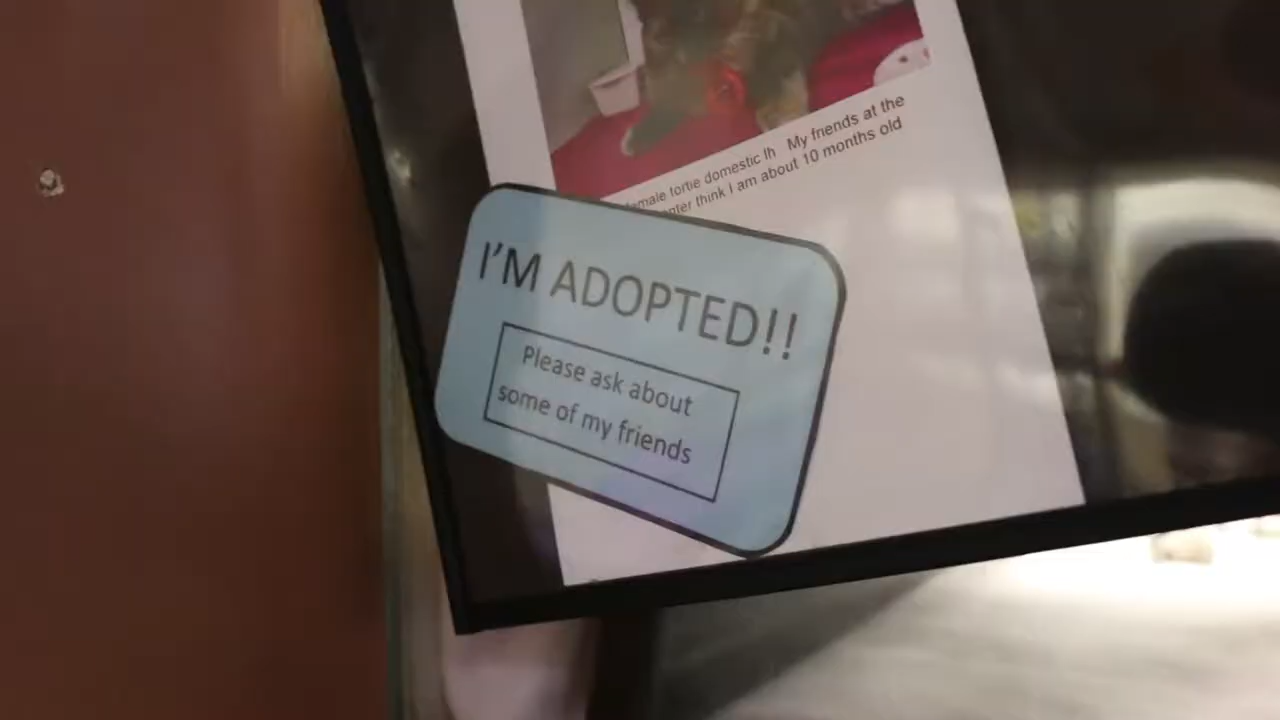 female tortie domestic lh My friends at the
think I am about 10 months old
I'M ADOPTED!!
Please ask about
some of my friends